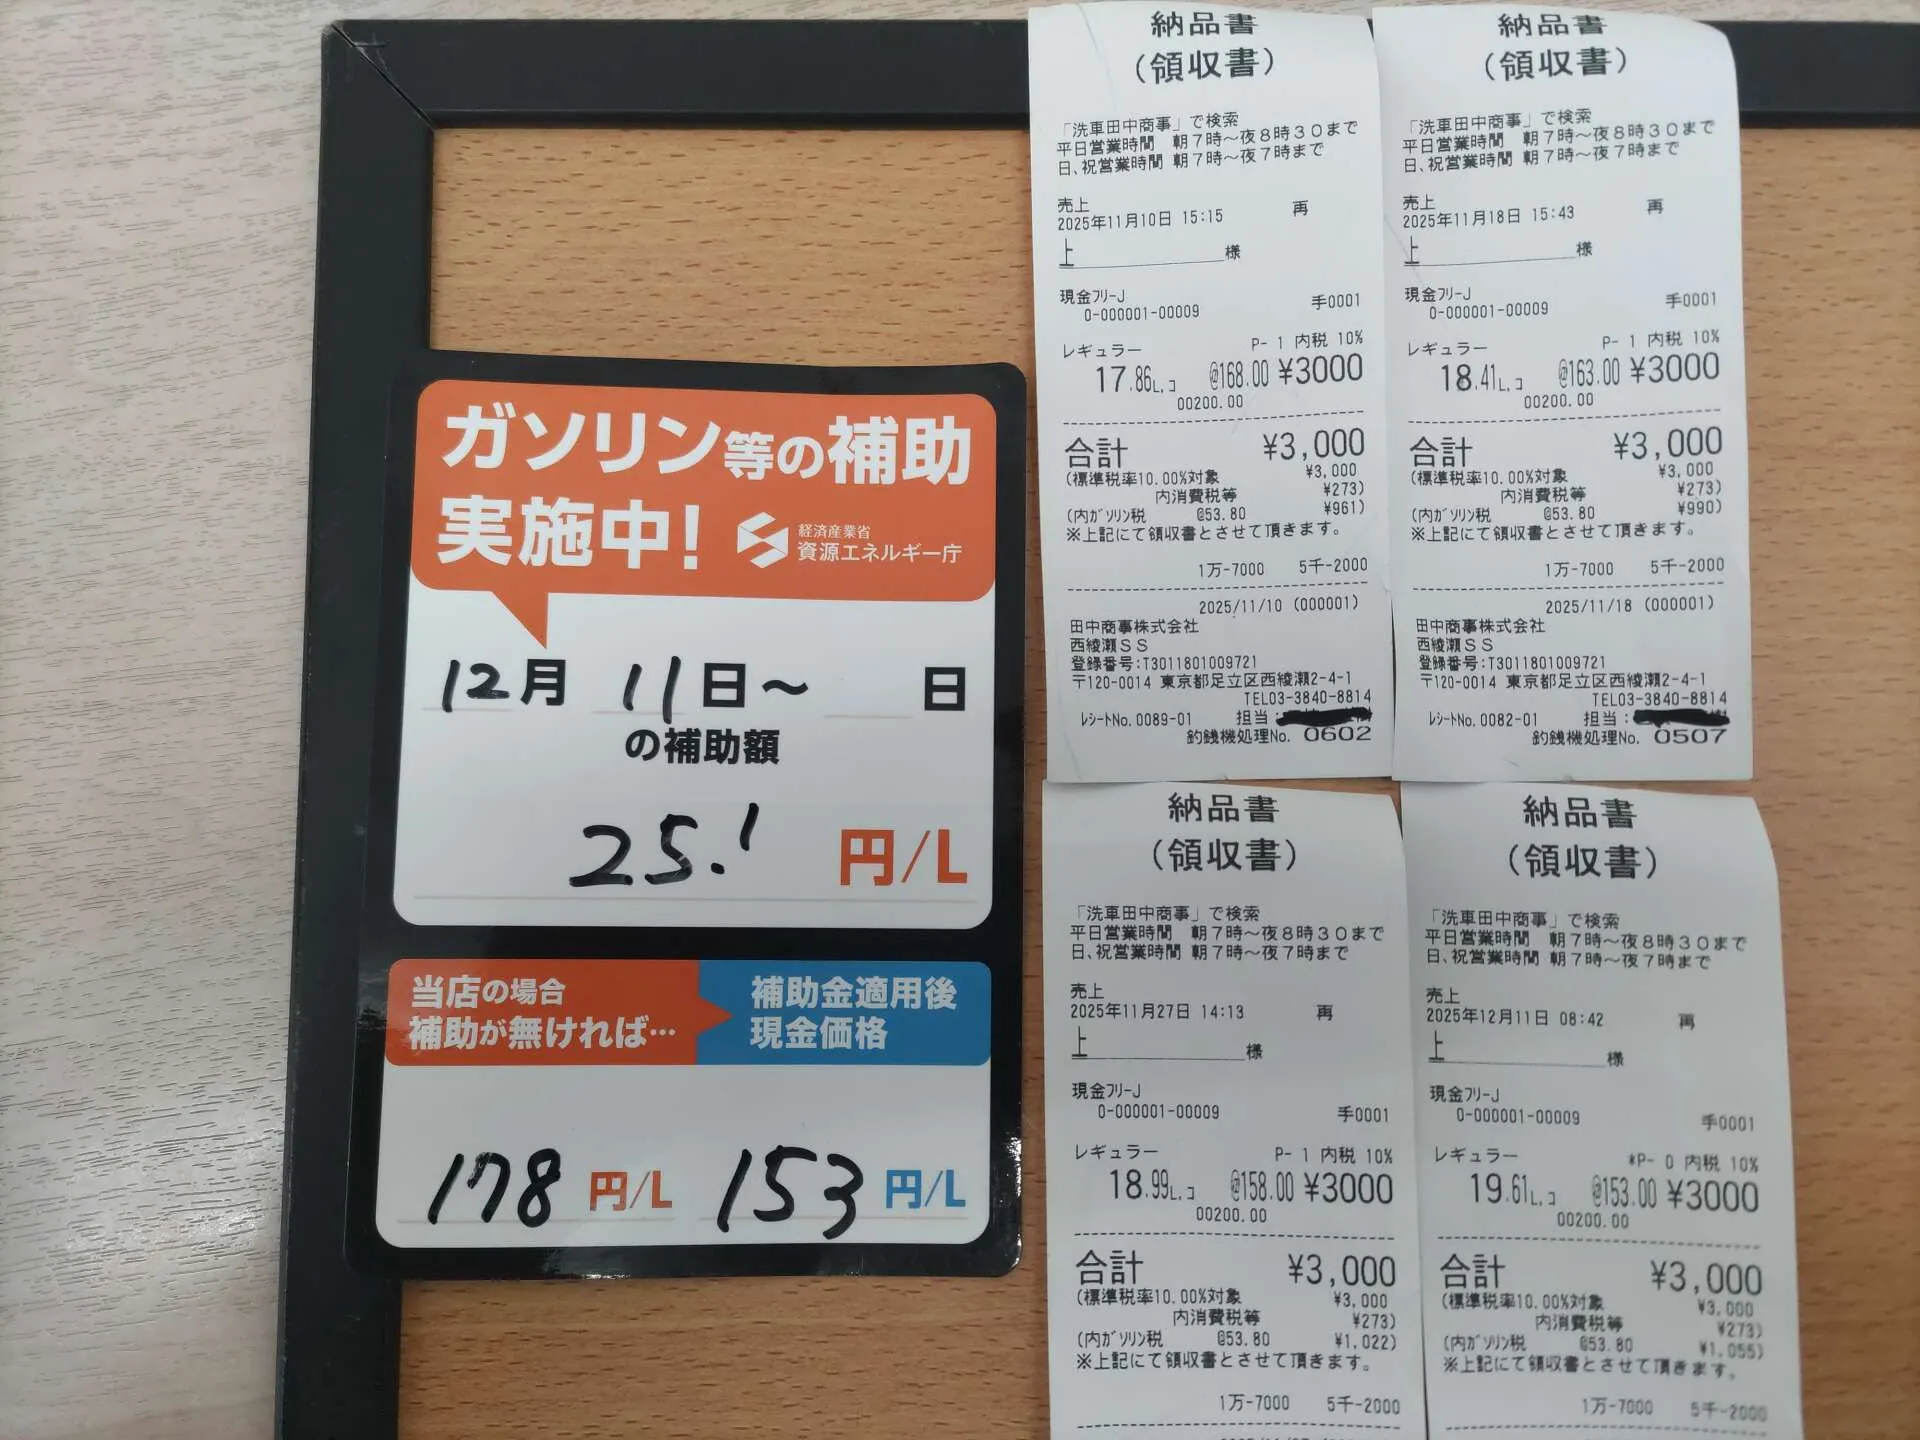 ガソリン等の補助
実施中!
経済産業省
資源エネルギー庁
12月 11日～ 日
の補助額
25.1 円/L
当店の場合
補助が無ければ…
補助金適用後
現金価格
178 円/L 153 円/L
納品書
(領収書)
「洗車田中商事」で検索
平日営業時間 朝7時～夜8時30まで
日、祝営業時間 朝7時～夜7時まで
売上
2025年11月10日 15:15 再
上 様
現金フリーJ
0-000001-00009 手0001
レギュラー P- 1 内税 10%
17.86L,コ @168.00 ¥3000
00200.00
合計 ¥3,000
(標準税率10.00%対象 ¥3,000
内消費税等 ¥273)
(内ガソリン税 @53.80 ¥961)
※上記にて領収書とさせて頂きます。
1万-7000 5千-2000
2025/11/10 (000001)
田中商事株式会社
西綾瀬SS
登録番号:T3011801009721
〒120-0014 東京都足立区西綾瀬2-4-1
TEL03-3840-8814
レシートNo.0089-01 担当:
釣銭機処理No. 0602
納品書
(領収書)
「洗車田中商事」で検索
平日営業時間 朝7時～夜8時30まで
日、祝営業時間 朝7時～夜7時まで
売上
2025年11月18日 15:43 再
上 様
現金フリーJ
0-000001-00009 手0001
レギュラー P- 1 内税 10%
18.41L,コ @163.00 ¥3000
00200.00
合計 ¥3,000
(標準税率10.00%対象 ¥3,000
内消費税等 ¥273)
(内ガソリン税 @53.80 ¥990)
※上記にて領収書とさせて頂きます。
1万-7000 5千-2000
2025/11/18 (000001)
田中商事株式会社
西綾瀬SS
登録番号:T3011801009721
〒120-0014 東京都足立区西綾瀬2-4-1
TEL03-3840-8814
レシートNo.0082-01 担当:
釣銭機処理No. 0507
納品書
(領収書)
「洗車田中商事」で検索
平日営業時間 朝7時～夜8時30まで
日、祝営業時間 朝7時～夜7時まで
売上
2025年11月27日 14:13 再
上 様
現金フリーJ
0-000001-00009 手0001
レギュラー P- 1 内税 10%
18.99L,コ @158.00 ¥3000
00200.00
合計 ¥3,000
(標準税率10.00%対象 ¥3,000
内消費税等 ¥273)
(内ガソリン税 @53.80 ¥1,022)
※上記にて領収書とさせて頂きます。
1万-7000 5千-2000
納品書
(領収書)
「洗車田中商事」で検索
平日営業時間 朝7時～夜8時30まで
日、祝営業時間 朝7時～夜7時まで
売上
2025年12月11日 08:42 再
上 様
現金フリーJ
0-000001-00009 手0001
レギュラー *P- 0 内税 10%
19.61L,コ @153.00 ¥3000
00200.00
合計 ¥3,000
(標準税率10.00%対象 ¥3,000
内消費税等 ¥273)
(内ガソリン税 @53.80 ¥1,055)
※上記にて領収書とさせて頂きます。
1万-7000 5千-2000